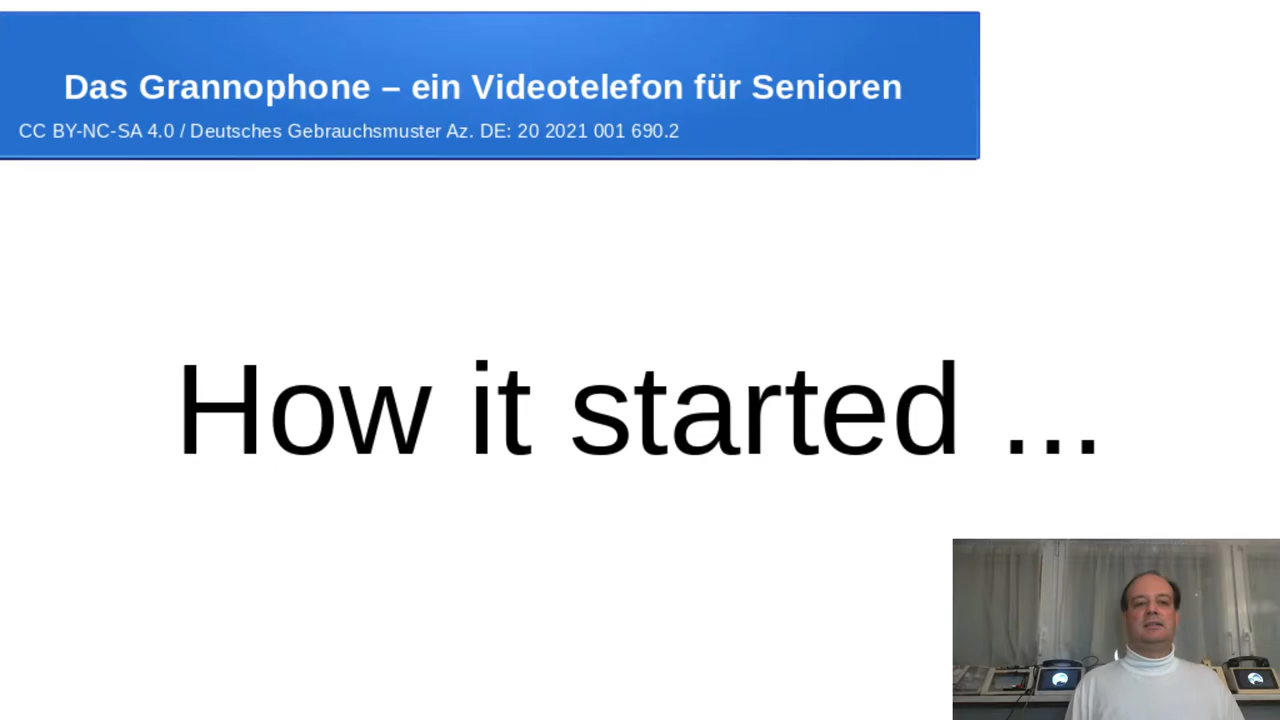 Das Grannophone – ein Videotelefon für Senioren
CC BY-NC-SA 4.0 / Deutsches Gebrauchsmuster Az. DE: 20 2021 001 690.2
How it started ...